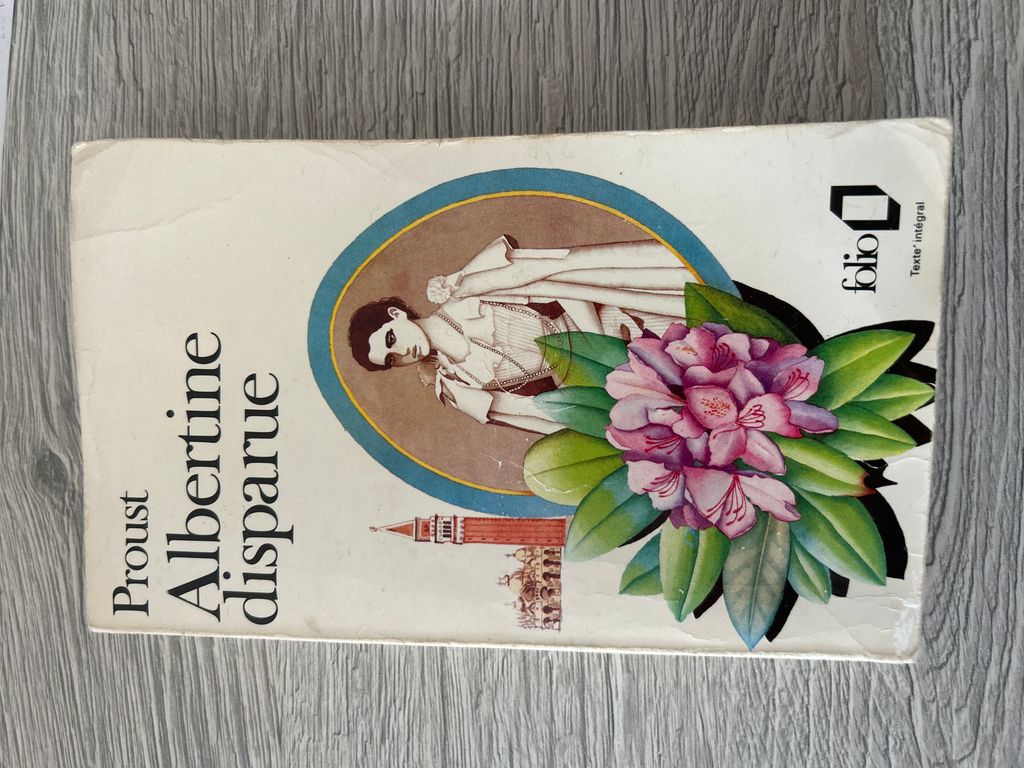 Proust
Albertine
disparue
folio
Texte intégral